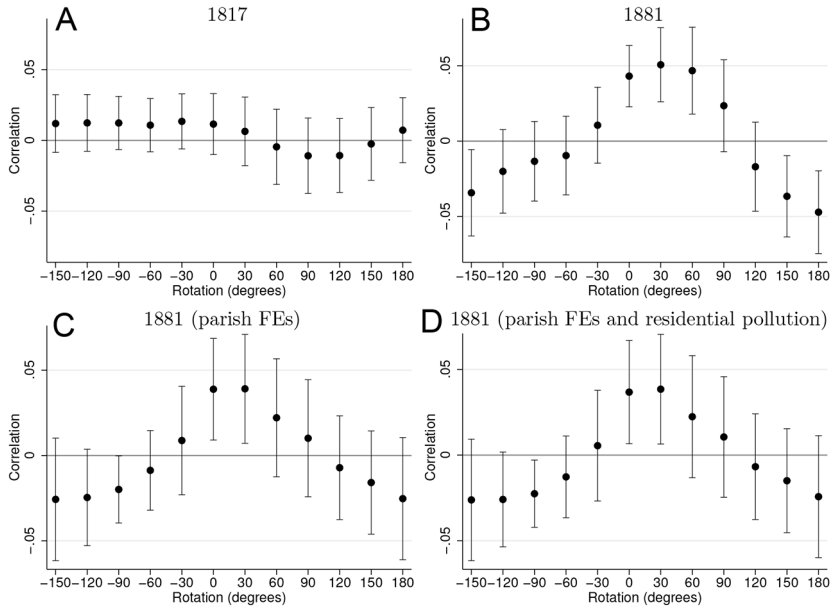 A 1817
.05
0
-.05
Correlation
-150 -120 -90 -60 -30 0 30 60 90 120 150 180
Rotation (degrees)
B 1881
.05
0
-.05
Correlation
-150 -120 -90 -60 -30 0 30 60 90 120 150 180
Rotation (degrees)
C 1881 (parish FEs)
.05
0
-.05
Correlation
-150 -120 -90 -60 -30 0 30 60 90 120 150 180
Rotation (degrees)
D 1881 (parish FEs and residential pollution)
.05
0
-.05
Correlation
-150 -120 -90 -60 -30 0 30 60 90 120 150 180
Rotation (degrees)